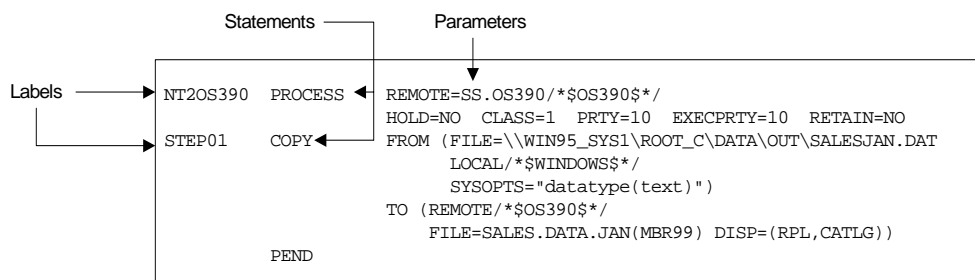 Statements Parameters
Labels
NT2OS390 PROCESS REMOTE=SS.OS390/*$OS390$*/
HOLD=NO CLASS=1 PRTY=10 EXECPRTY=10 RETAIN=NO
STEP01 COPY FROM (FILE=\\WIN95_SYS1\ROOT_C\DATA\OUT\SALESJAN.DAT
LOCAL/*$WINDOWS$*/
SYSOPTS="datatype(text)")
TO (REMOTE/*$OS390$*/
FILE=SALES.DATA.JAN(MBR99) DISP=(RPL,CATLG))
PEND